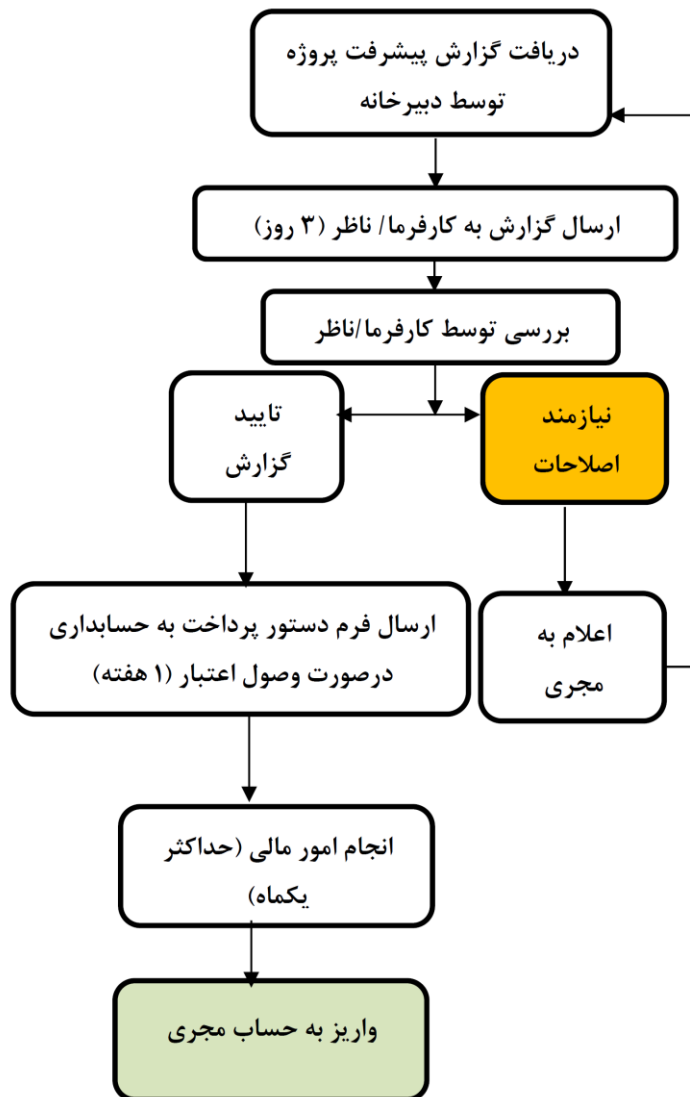 دریافت گزارش پیشرفت پروژه
توسط دبیرخانه
ارسال گزارش به کارفرما/ ناظر (۳ روز)
بررسی توسط کارفرما/ناظر
نیازمند
اصلاحات
تایید
گزارش
اعلام به
مجری
ارسال فرم دستور پرداخت به حسابداری
درصورت وصول اعتبار (۱ هفته)
انجام امور مالی (حداکثر
یکماه)
واریز به حساب مجری